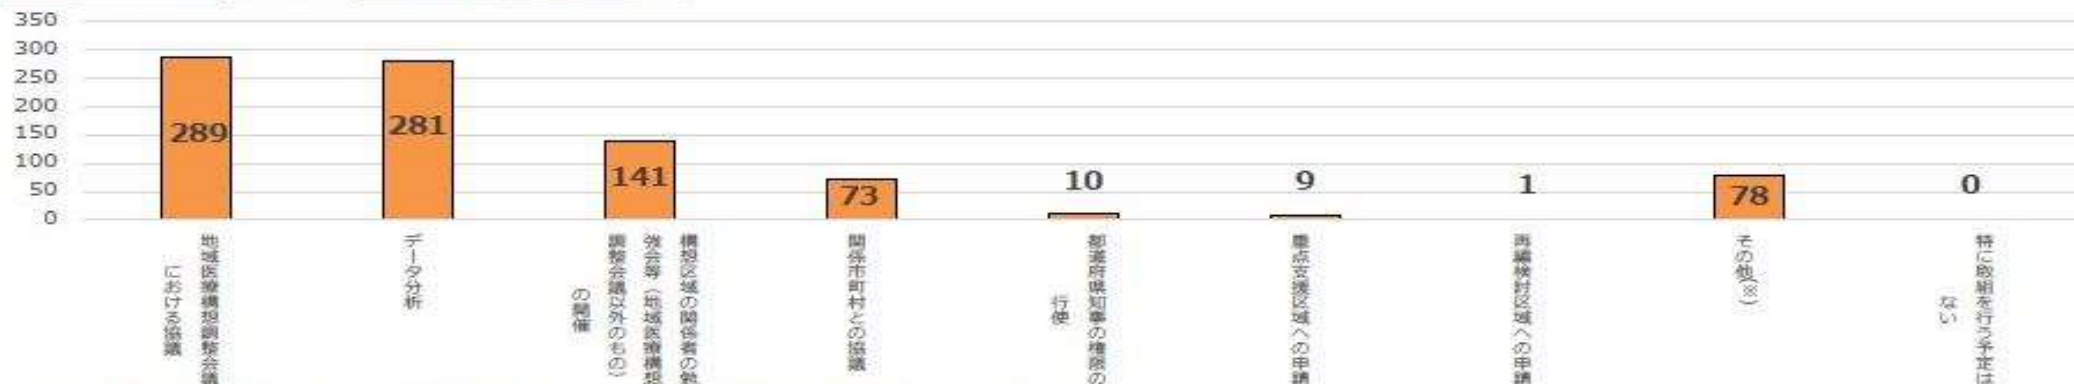 350
300
250
200
150
100
50
0
289
281
141
73
10
9
1
78
0
地域医療構想調整会議
における協議
データ分析
構想区域の関係者の勉
強会等（地域医療構想
調整会議以外のもの）
の開催
関係市町村との協議
都道府県知事の権限の
行使
重点支援区域への申請
再編検討区域への申請
その他(※)
特に取組を行う予定は
ない